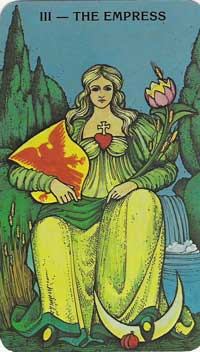 III — THE EMPRESS